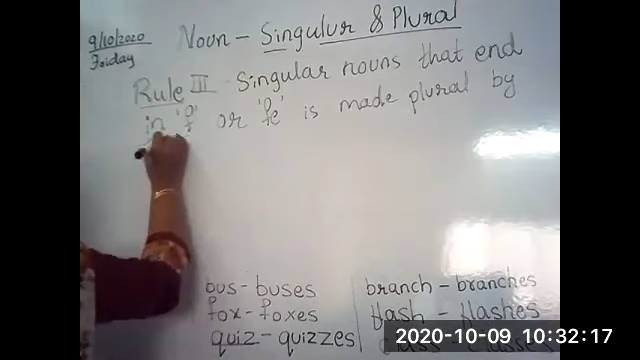 9/10/2020
Friday
Noun - Singulur & Plural
Rule III Singular nouns that end
in 'f' or 'fe' is made plural by
bus - buses
fox - foxes
quiz - quizzes
branch - branches
flash - flashes
2020-10-09 10:32:17